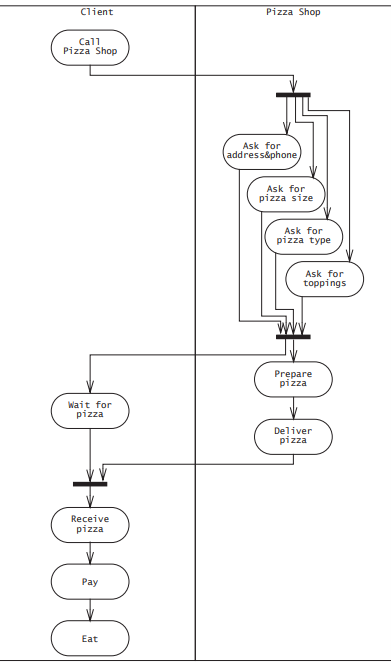 Client
Pizza Shop
Call
Pizza Shop
Ask for
address&phone
Ask for
pizza size
Ask for
pizza type
Ask for
toppings
Prepare
pizza
Wait for
pizza
Deliver
pizza
Receive
pizza
Pay
Eat